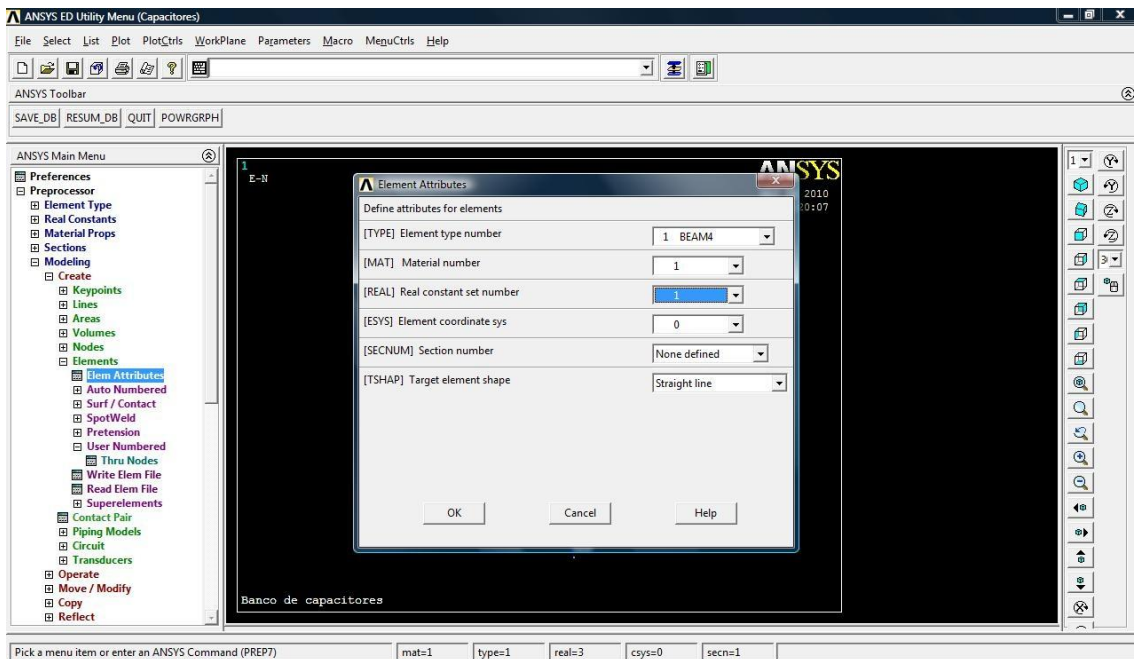 ANSYS ED Utility Menu (Capacitores)
File Select List Plot PlotCtrls WorkPlane Parameters Macro MenuCtrls Help
ANSYS Toolbar
SAVE_DB RESUM_DB QUIT POWRGRPH
ANSYS Main Menu
Preferences
Preprocessor
Element Type
Real Constants
Material Props
Sections
Modeling
Create
Keypoints
Lines
Areas
Volumes
Nodes
Elements
Elem Attributes
Auto Numbered
Surf / Contact
SpotWeld
Pretension
User Numbered
Thru Nodes
Write Elem File
Read Elem File
Superelements
Contact Pair
Piping Models
Circuit
Transducers
Operate
Move / Modify
Copy
Reflect
1
E-N
ANSYS
2010
20:07
Element Attributes
Define attributes for elements
[TYPE] Element type number 1 BEAM4
[MAT] Material number 1
[REAL] Real constant set number 1
[ESYS] Element coordinate sys 0
[SECNUM] Section number None defined
[TSHAP] Target element shape Straight line
OK Cancel Help
Banco de capacitores
1
Pick a menu item or enter an ANSYS Command (PREP7) mat=1 type=1 real=3 csys=0 secn=1